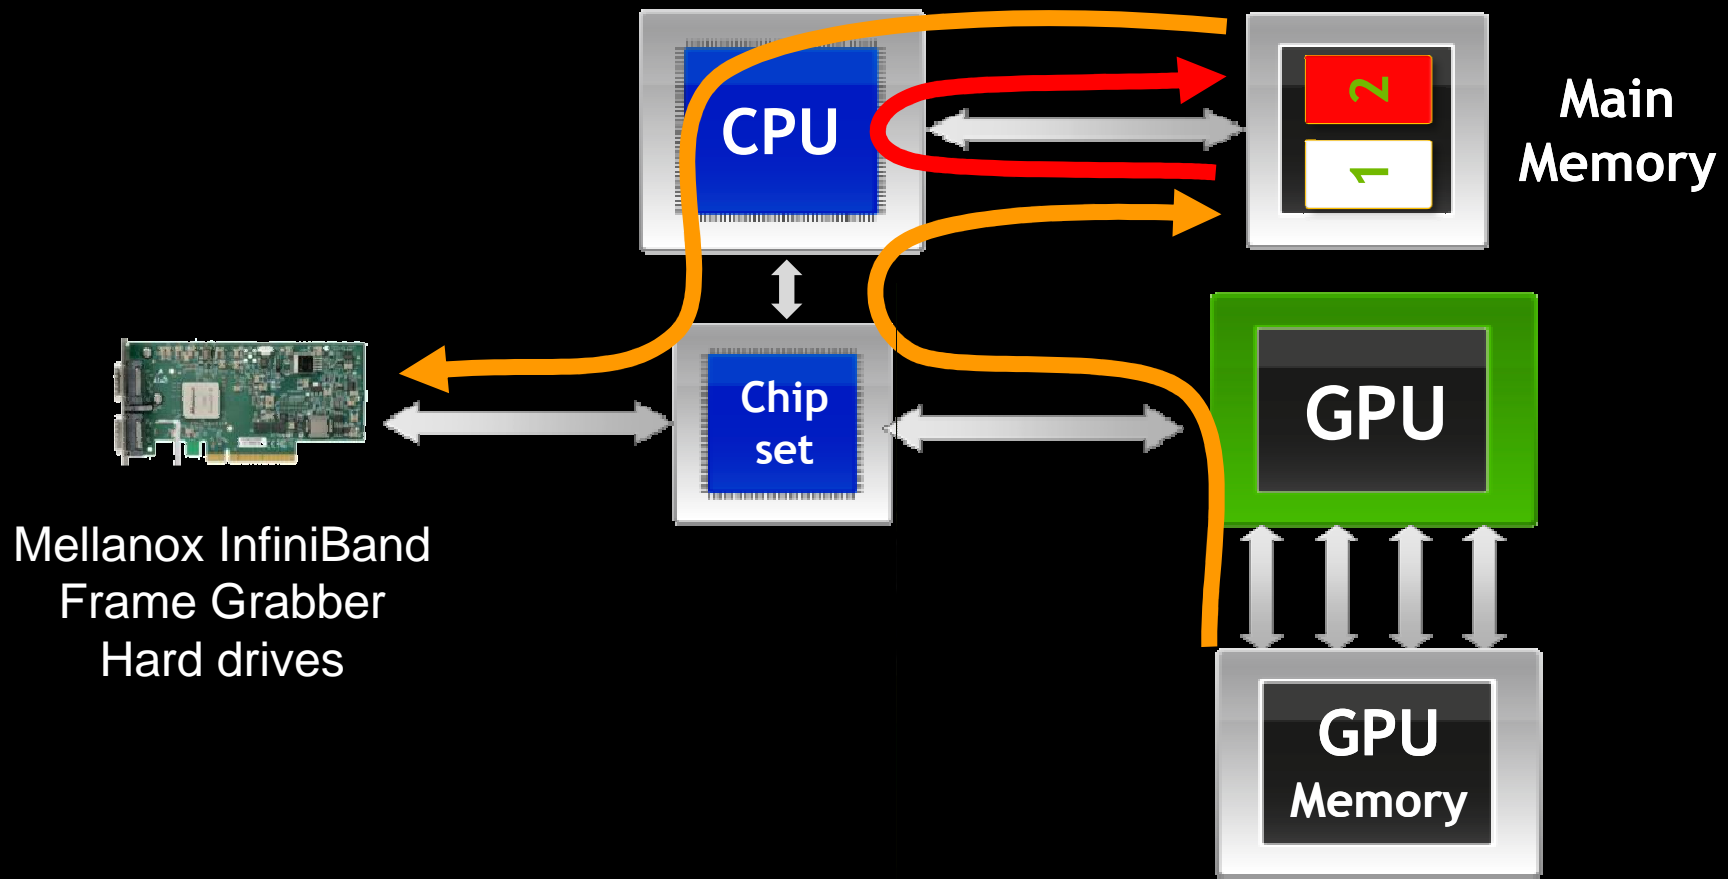 CPU
2
1
Main
Memory
Chip
set
GPU
Mellanox InfiniBand
Frame Grabber
Hard drives
GPU
Memory